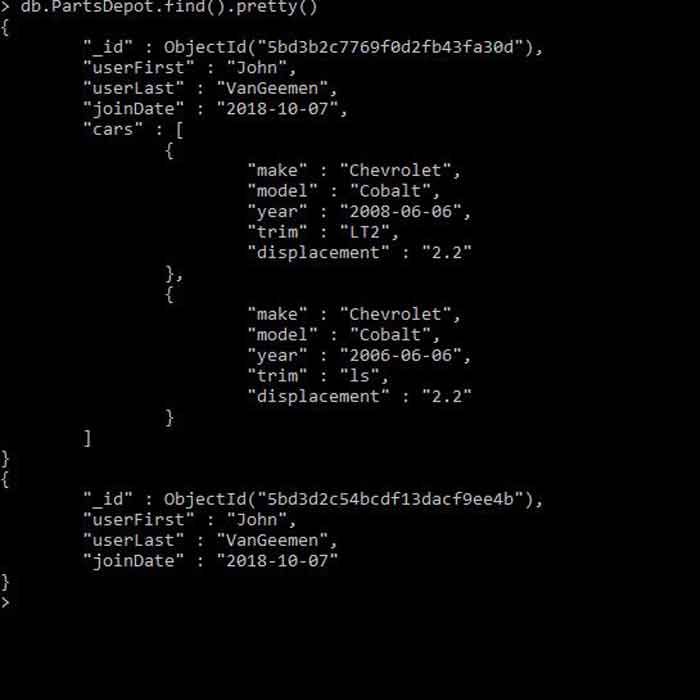 > db.PartsDepot.find().pretty()
{
"_id" : ObjectId("5bd3b2c7769f0d2fb43fa30d"),
"userFirst" : "John",
"userLast" : "VanGeemen",
"joinDate" : "2018-10-07",
"cars" : [
{
"make" : "Chevrolet",
"model" : "Cobalt",
"year" : "2008-06-06",
"trim" : "LT2",
"displacement" : "2.2"
},
{
"make" : "Chevrolet",
"model" : "Cobalt",
"year" : "2006-06-06",
"trim" : "ls",
"displacement" : "2.2"
}
]
}
{
"_id" : ObjectId("5bd3d2c54bcdf13dacf9ee4b"),
"userFirst" : "John",
"userLast" : "VanGeemen",
"joinDate" : "2018-10-07"
}
>